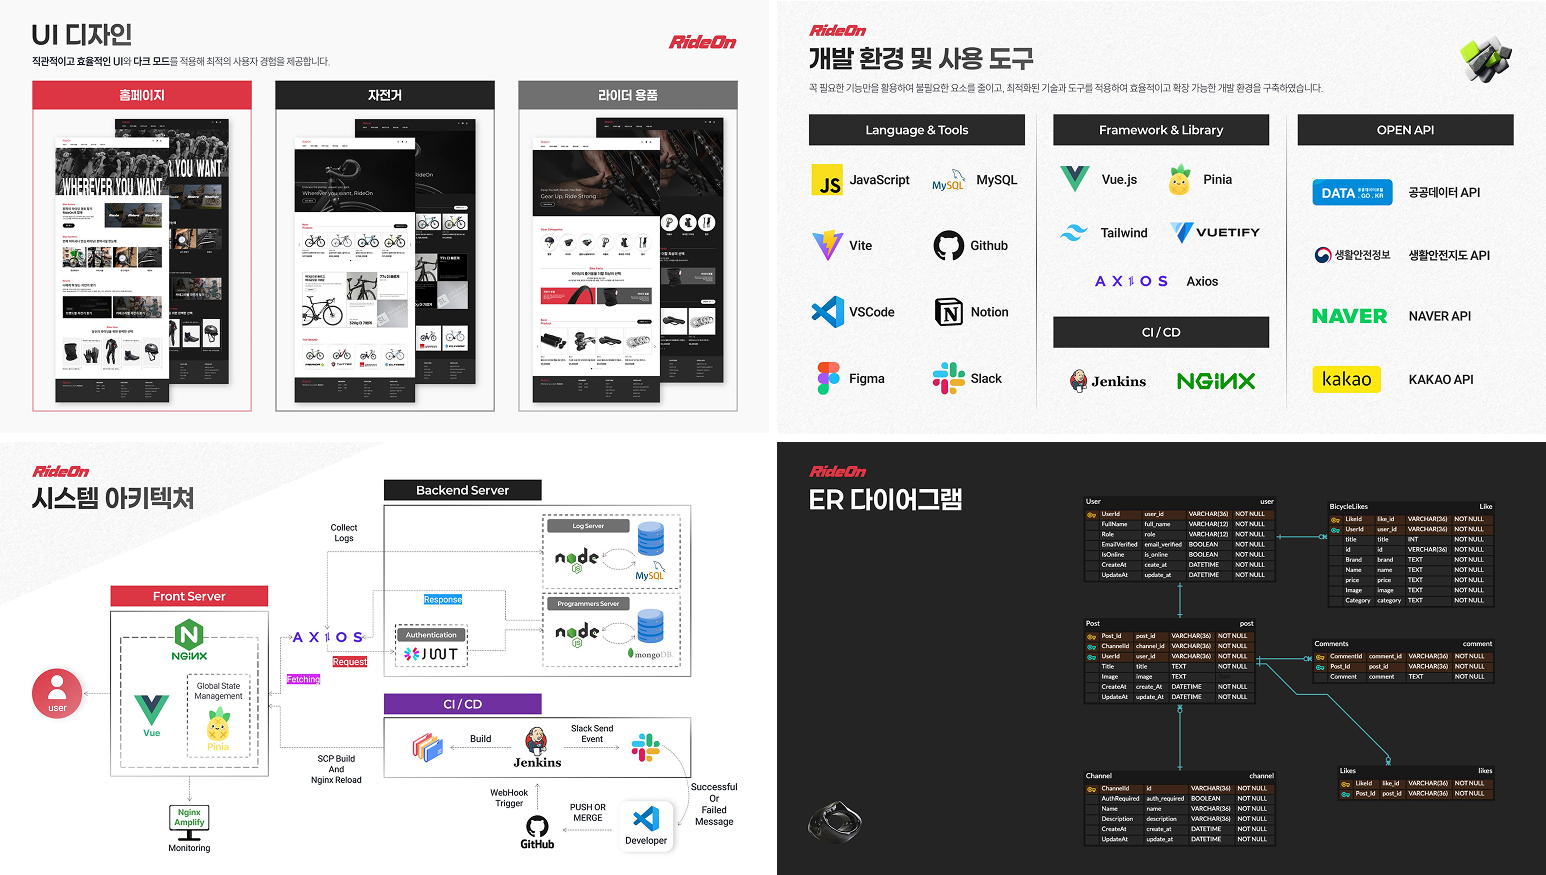 UI 디자인
직관적이고 효율적인 UI와 다크 모드를 적용해 최적의 사용자 경험을 제공합니다.
RideOn
홈페이지
자전거
라이더 용품
YOU WANT
WHEREVER YOU WANT
Wherever you want, RideOn
Gear Up, Ride Strong
RideOn
개발 환경 및 사용 도구
꼭 필요한 기능만을 활용하여 불필요한 요소를 줄이고, 최적화된 기술과 도구를 적용하여 효율적이고 확장 가능한 개발 환경을 구축하였습니다.
Language & Tools
JS JavaScript
MySQL MySQL
Vite
Github
VSCode
Notion
Figma
Slack
Framework & Library
Vue.js
Pinia
Tailwind
VUETIFY
AXIOS Axios
CI / CD
Jenkins
NGINX
OPEN API
DATA 공공데이터포털 .GO.KR 공공데이터 API
생활안전정보 생활안전지도 API
NAVER NAVER API
kakao KAKAO API
RideOn
시스템 아키텍쳐
Front Server
NGINX
Vue
Global State
Management
Pinia
user
Nginx
Amplify
Monitoring
Collect
Logs
AXIOS
Response
Request
Fetching
Backend Server
Log Server
node
JS
MySQL
Programmers Server
node
JS
mongoDB.
Authentication
JWT
CI / CD
Build
Jenkins
Slack Send
Event
SCP Build
And
Nginx Reload
WebHook
Trigger
GitHub
PUSH OR
MERGE
Developer
Successful
Or
Failed
Message
RideOn
ER 다이어그램
User user
UserId user_id VARCHAR(36) NOT NULL
FullName full_name VARCHAR(12) NOT NULL
Role role VARCHAR(12) NOT NULL
EmailVerified email_verified BOOLEAN NOT NULL
IsOnline is_online BOOLEAN NOT NULL
CreateAt ceate_at DATETIME NOT NULL
UpdateAt update_at DATETIME NOT NULL
BicycleLikes Like
LikeId like_id VARCHAR(36) NOT NULL
UserId user_id VARCHAR(36) NOT NULL
title title INT NOT NULL
id id VERCHAR(36) NOT NULL
Brand brand TEXT NOT NULL
Name name TEXT NOT NULL
price price TEXT NOT NULL
Image image TEXT NOT NULL
Category category TEXT NOT NULL
Post post
Post_Id post_id VARCHAR(36) NOT NULL
ChannelId channel_id VARCHAR(36) NOT NULL
UserId user_id VARCHAR(36) NOT NULL
Title title TEXT NOT NULL
Image image TEXT
CreateAt create_At DATETIME NOT NULL
UpdateAt update_At DATETIME NOT NULL
Comments comment
CommentId comment_id VARCHAR(36) NOT NULL
Post_Id post_id VARCHAR(36) NOT NULL
Comment comment TEXT NOT NULL
Likes likes
LikeId like_id VARCHAR(36) NOT NULL
Post_Id post_id VARCHAR(36) NOT NULL
Channel channel
ChannelId id VARCHAR(36) NOT NULL
AuthRequired auth_required BOOLEAN NOT NULL
Name name VARCHAR(36) NOT NULL
Description description VARCHAR(36) NOT NULL
CreateAt create_at DATETIME NOT NULL
UpdateAt update_at DATETIME NOT NULL